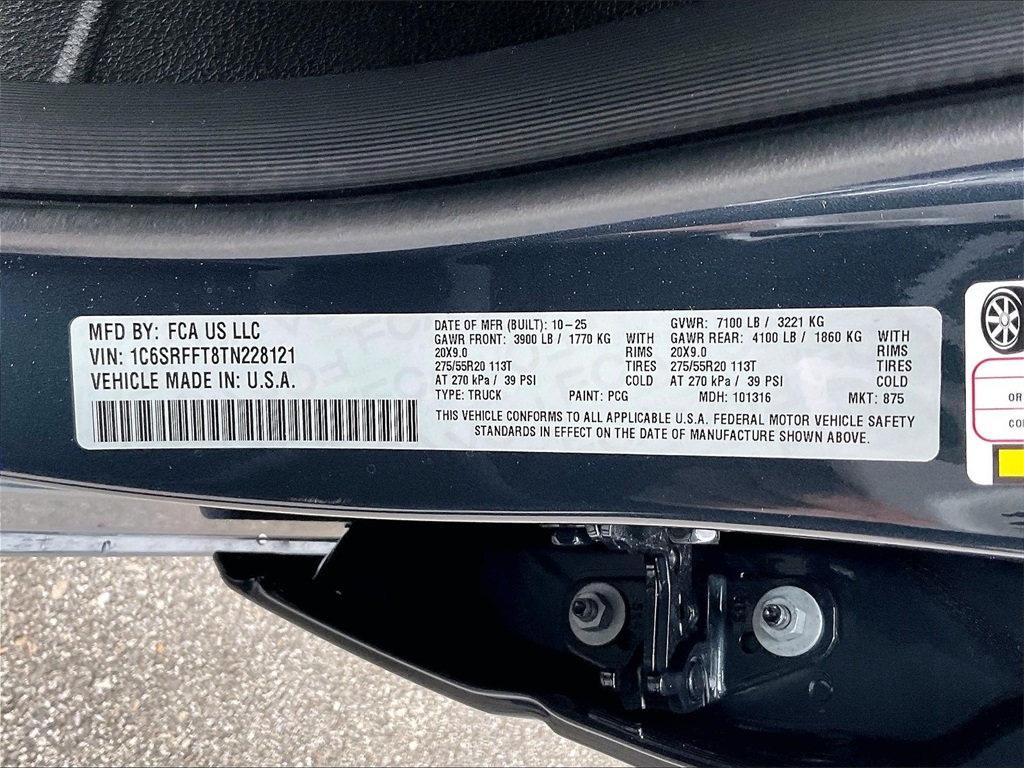 MFD BY: FCA US LLC
VIN: 1C6SRFFT8TN228121
VEHICLE MADE IN: U.S.A.
DATE OF MFR (BUILT): 10-25
GAWR FRONT: 3900 LB / 1770 KG WITH
20X9.0 RIMS
275/55R20 113T TIRES
AT 270 kPa / 39 PSI COLD
TYPE: TRUCK PAINT: PCG
GVWR: 7100 LB / 3221 KG
GAWR REAR: 4100 LB / 1860 KG WITH
20X9.0 RIMS
275/55R20 113T TIRES
AT 270 kPa / 39 PSI COLD
MDH: 101316 MKT: 875
THIS VEHICLE CONFORMS TO ALL APPLICABLE U.S.A. FEDERAL MOTOR VEHICLE SAFETY
STANDARDS IN EFFECT ON THE DATE OF MANUFACTURE SHOWN ABOVE.
OR